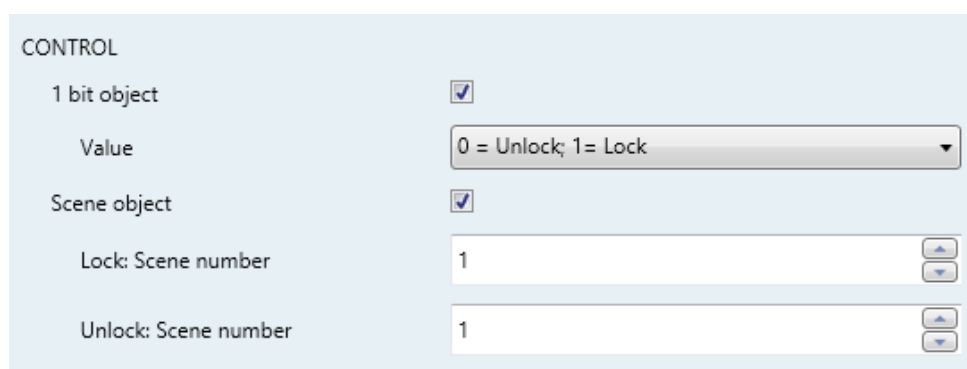 CONTROL
1 bit object
Value 0 = Unlock; 1= Lock
Scene object
Lock: Scene number 1
Unlock: Scene number 1